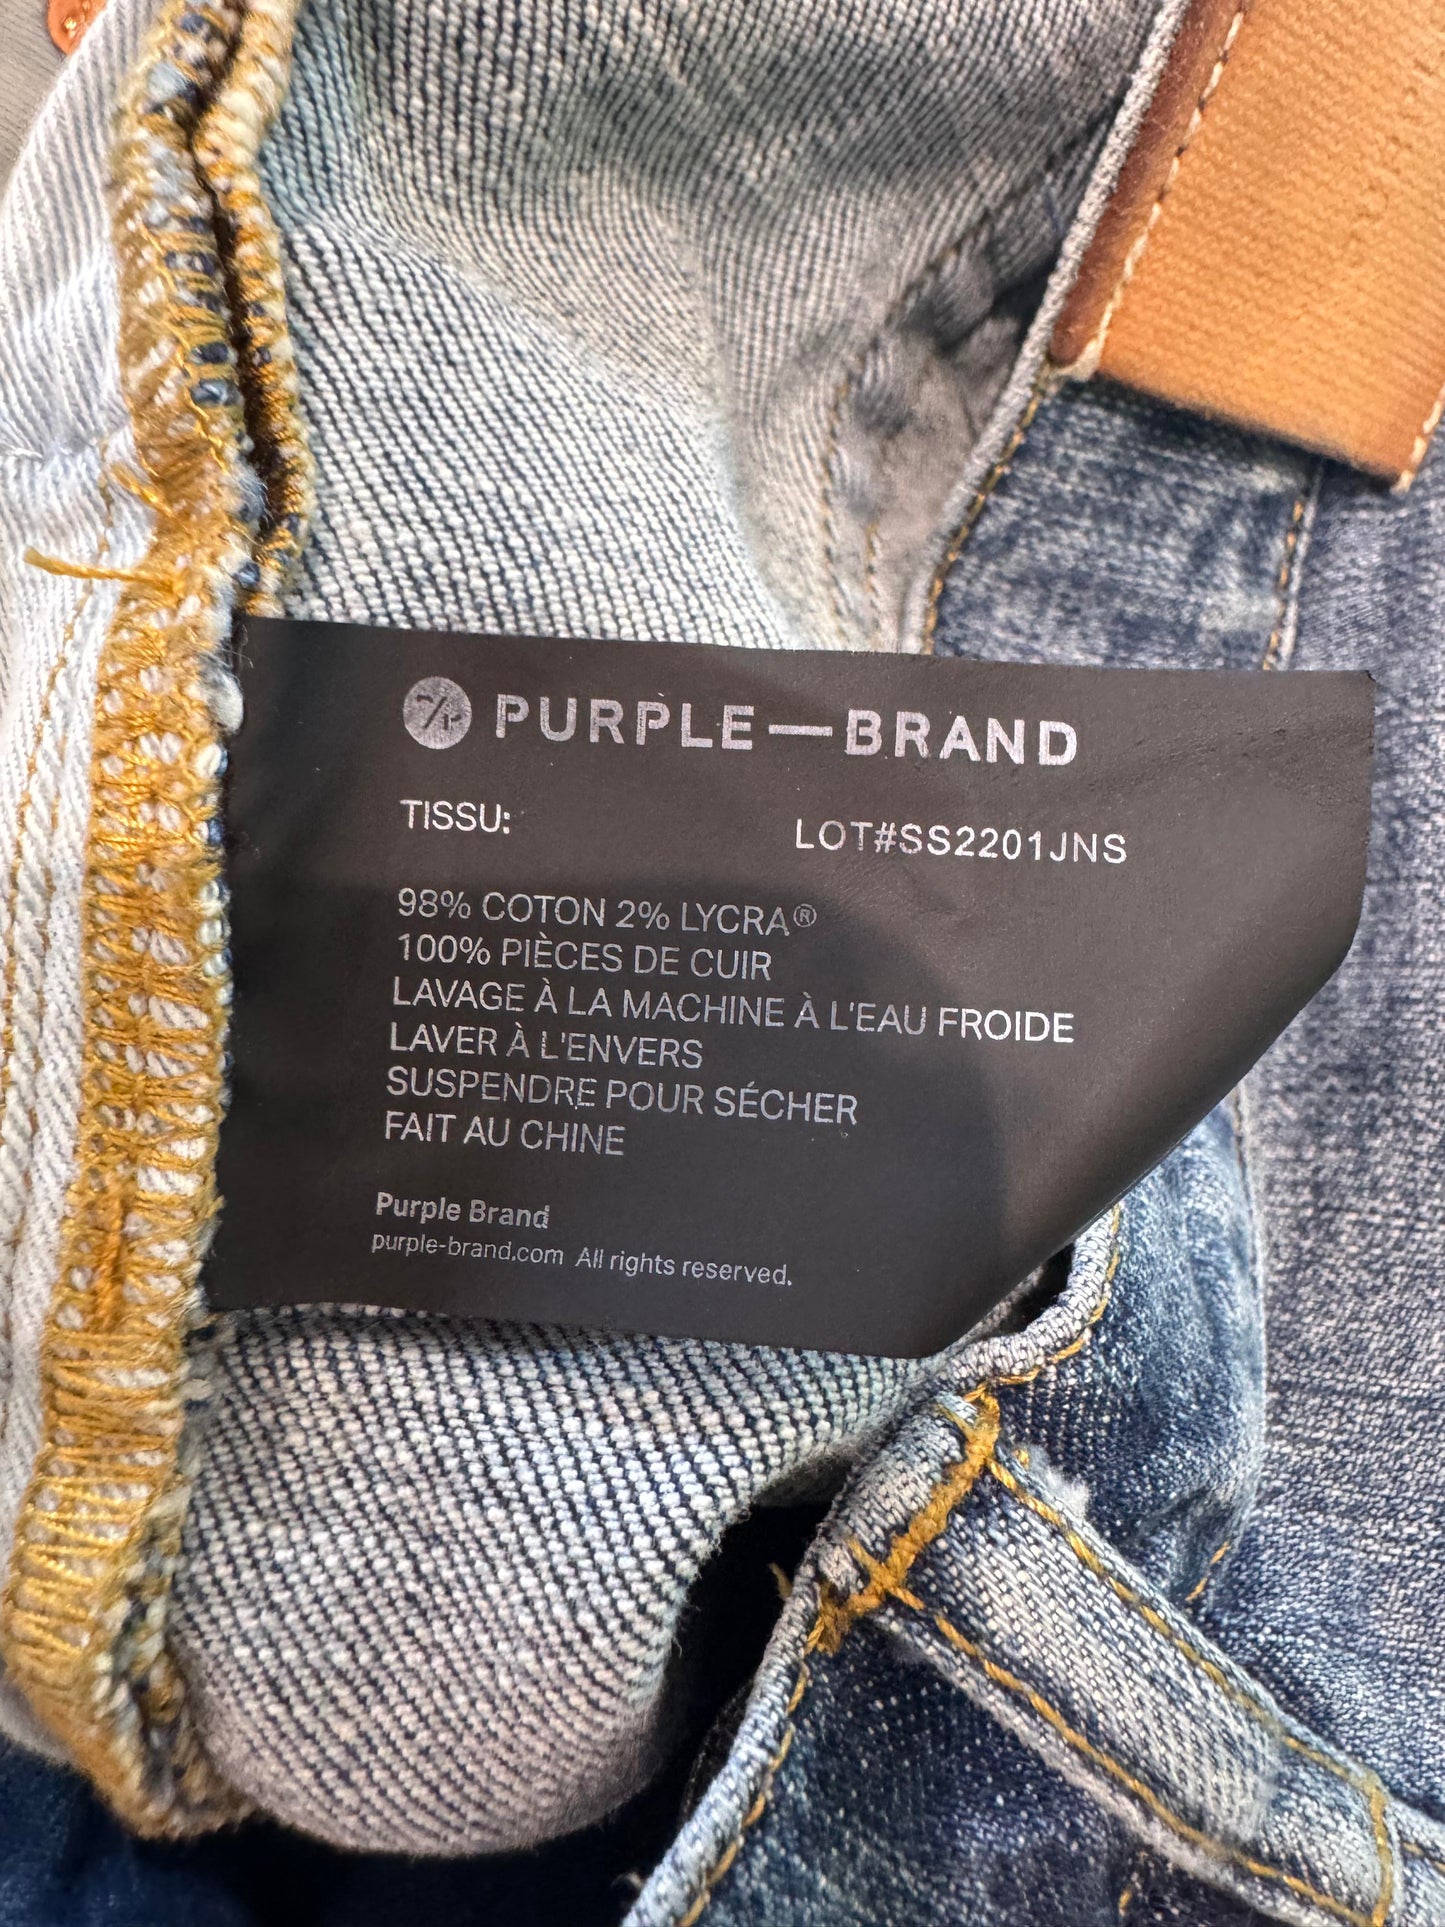 PURPLE—BRAND
TISSU: LOT#SS2201JNS
98% COTON 2% LYCRA®
100% PIÈCES DE CUIR
LAVAGE À LA MACHINE À L'EAU FROIDE
LAVER À L'ENVERS
SUSPENDRE POUR SÉCHER
FAIT AU CHINE
Purple Brand
purple-brand.com All rights reserved.